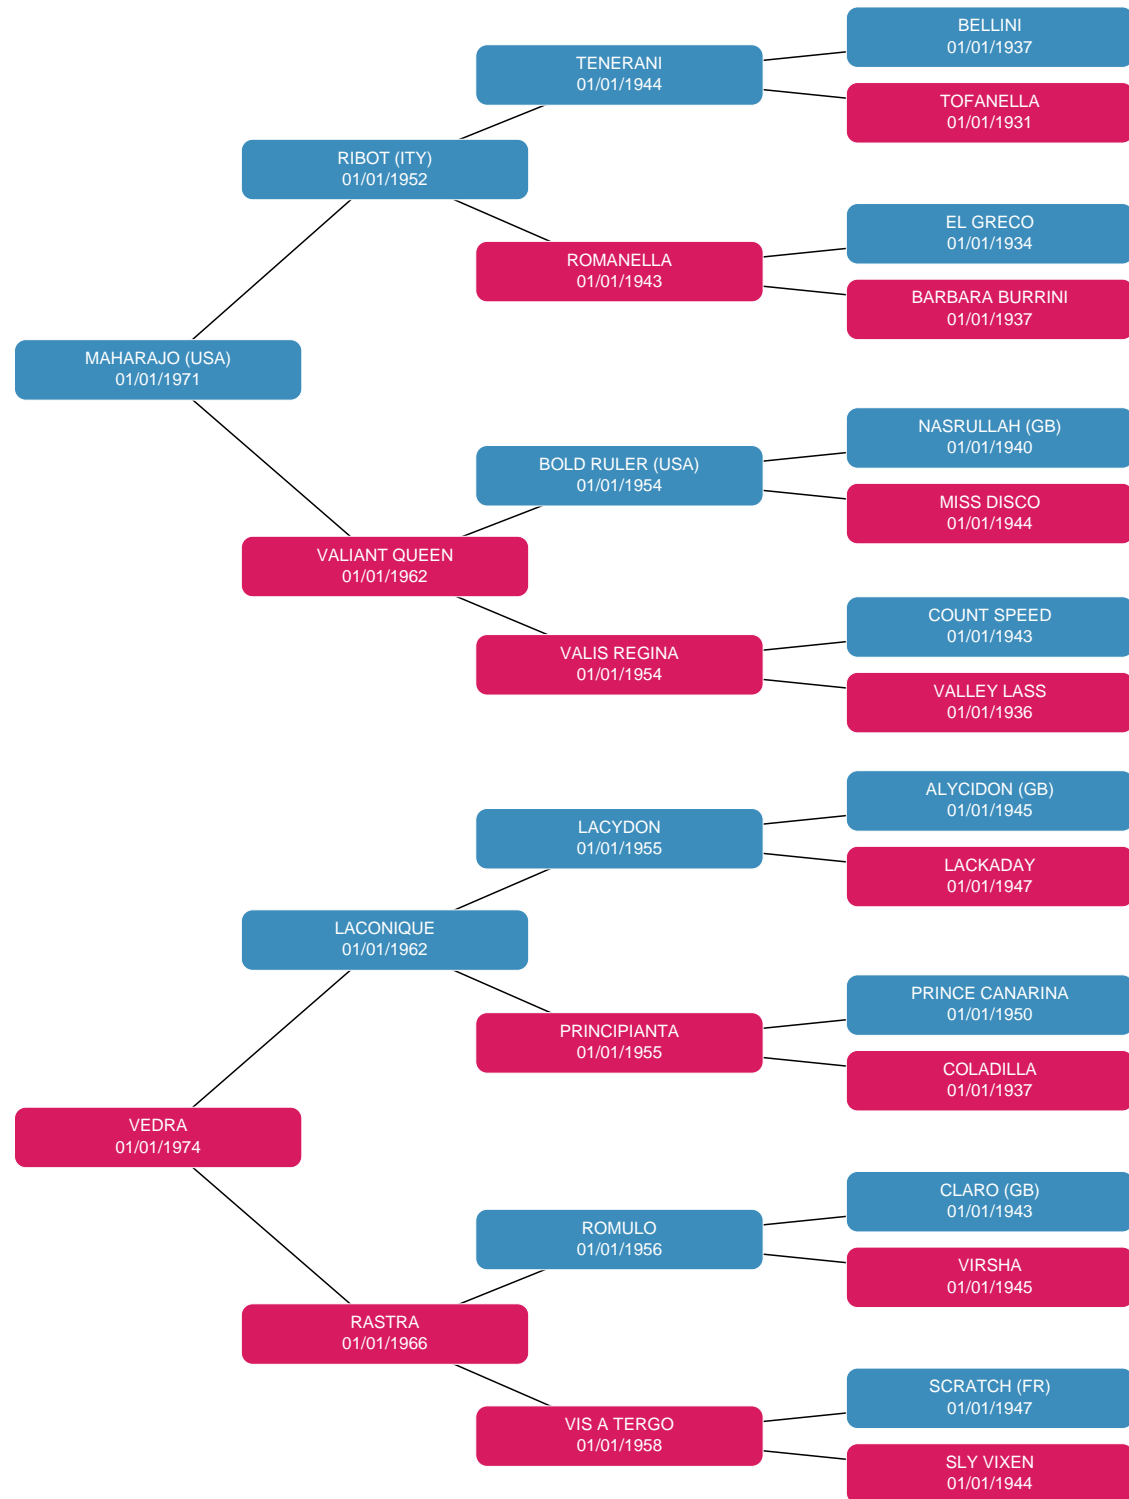 BELLINI
01/01/1937
TENERANI
01/01/1944
TOFANELLA
01/01/1931
RIBOT (ITY)
01/01/1952
EL GRECO
01/01/1934
ROMANELLA
01/01/1943
BARBARA BURRINI
01/01/1937
MAHARAJO (USA)
01/01/1971
NASRULLAH (GB)
01/01/1940
BOLD RULER (USA)
01/01/1954
MISS DISCO
01/01/1944
VALIANT QUEEN
01/01/1962
COUNT SPEED
01/01/1943
VALIS REGINA
01/01/1954
VALLEY LASS
01/01/1936
ALYCIDON (GB)
01/01/1945
LACYDON
01/01/1955
LACKADAY
01/01/1947
LACONIQUE
01/01/1962
PRINCE CANARINA
01/01/1950
PRINCIPIANTA
01/01/1955
COLADILLA
01/01/1937
VEDRA
01/01/1974
CLARO (GB)
01/01/1943
ROMULO
01/01/1956
VIRSHA
01/01/1945
RASTRA
01/01/1966
SCRATCH (FR)
01/01/1947
VIS A TERGO
01/01/1958
SLY VIXEN
01/01/1944